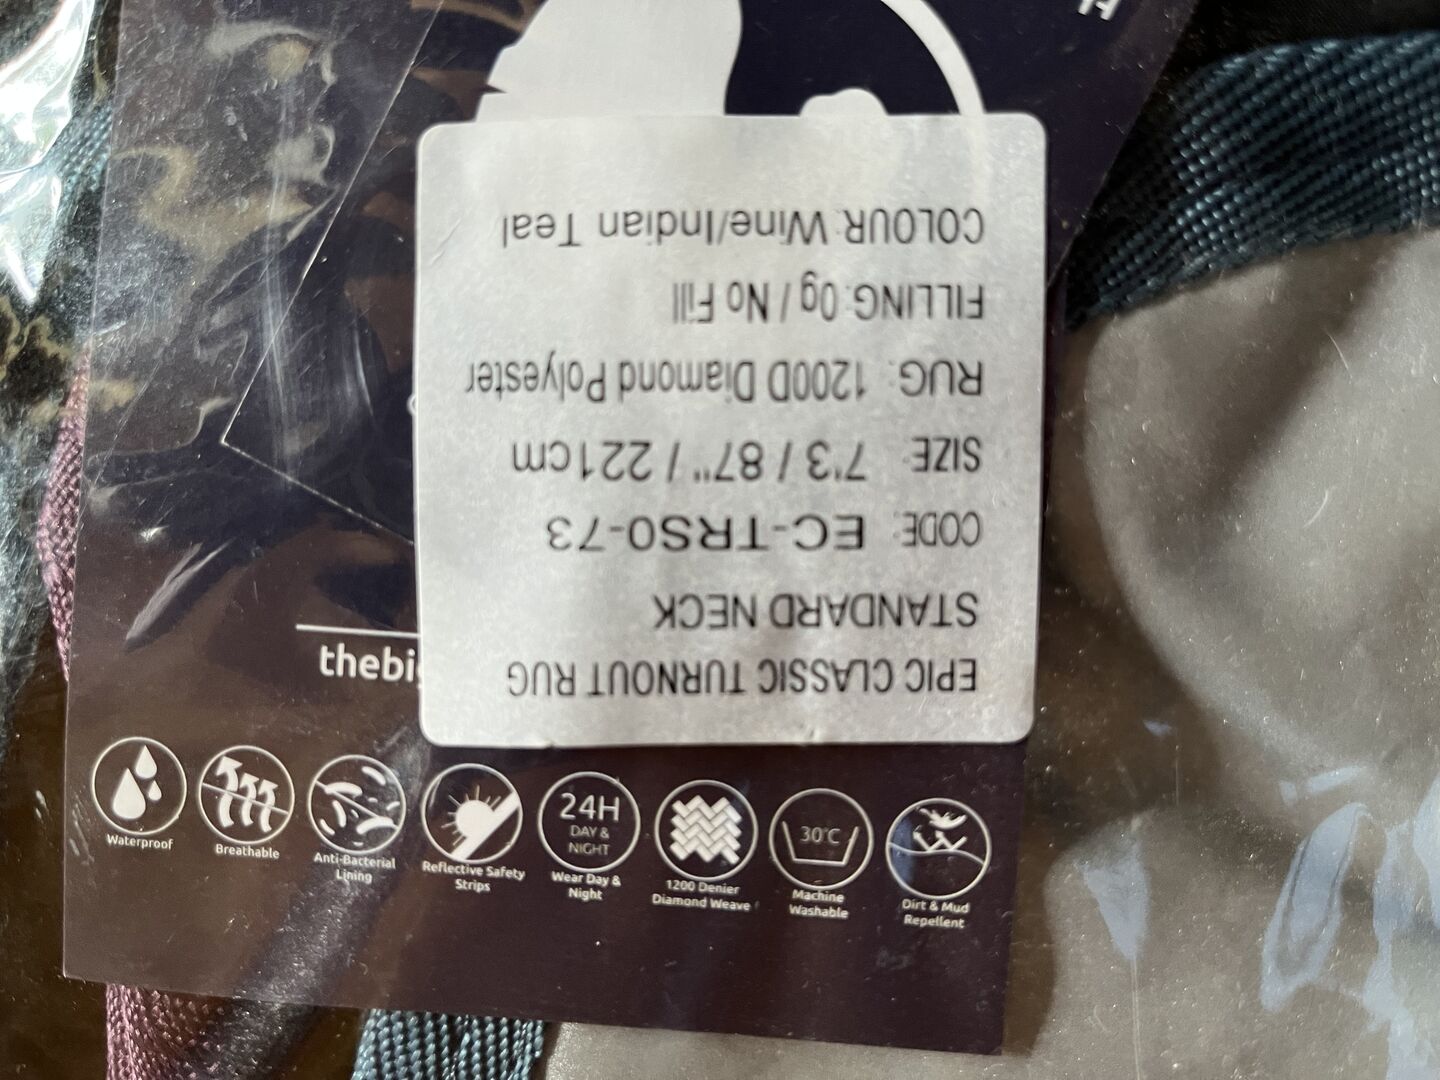 EPIC CLASSIC TURNOUT RUG
STANDARD NECK
CODE: EC-TRS0-73
SIZE: 7'3 / 87" / 221cm
RUG: 1200D Diamond Polyester
FILLING: 0g / No Fill
COLOUR: Wine/Indian Teal
thebi
Waterproof
Breathable
Anti-Bacterial
Lining
Reflective Safety
Strips
24H
DAY &
NIGHT
Wear Day &
Night
1200 Denier
Diamond Weave
30°C
Machine
Washable
Dirt & Mud
Repellent